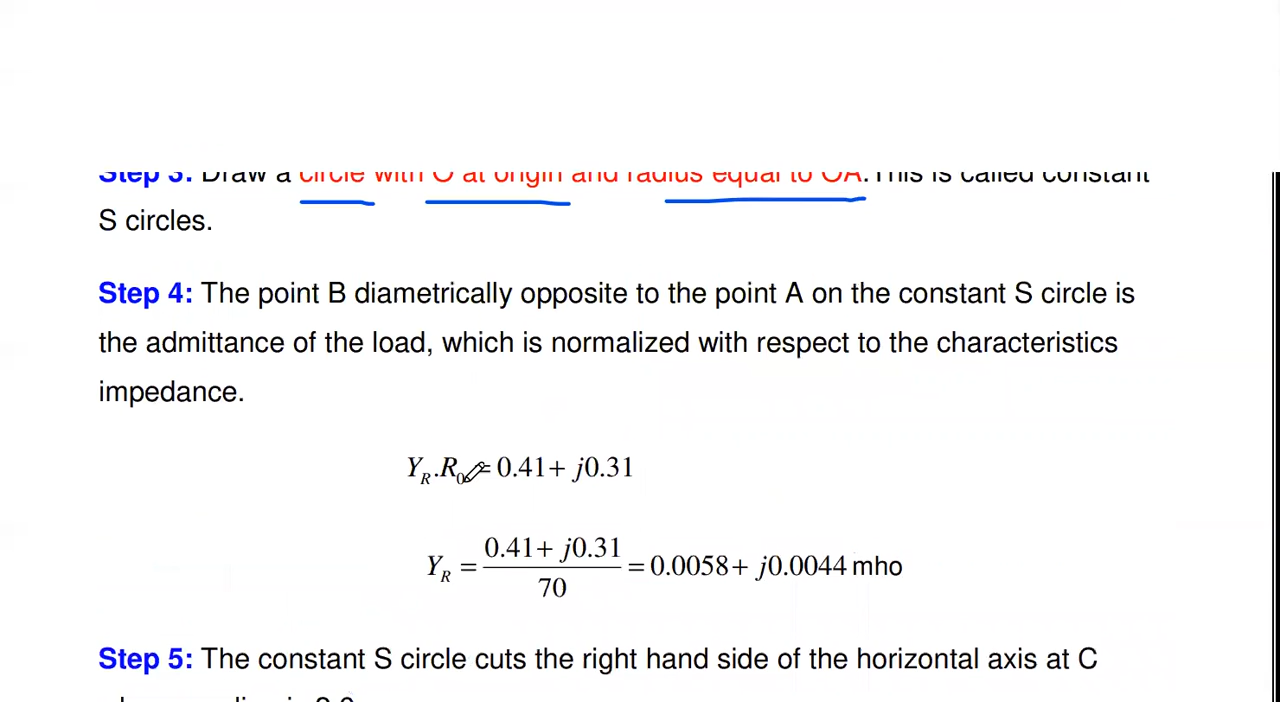 Step 3: Draw a circle with O at origin and radius equal to OA. This is called constant
S circles.
Step 4: The point B diametrically opposite to the point A on the constant S circle is
the admittance of the load, which is normalized with respect to the characteristics
impedance.
Y_R.R_0 = 0.41 + j0.31
Y_R = \frac{0.41 + j0.31}{70} = 0.0058 + j0.0044 mho
Step 5: The constant S circle cuts the right hand side of the horizontal axis at C